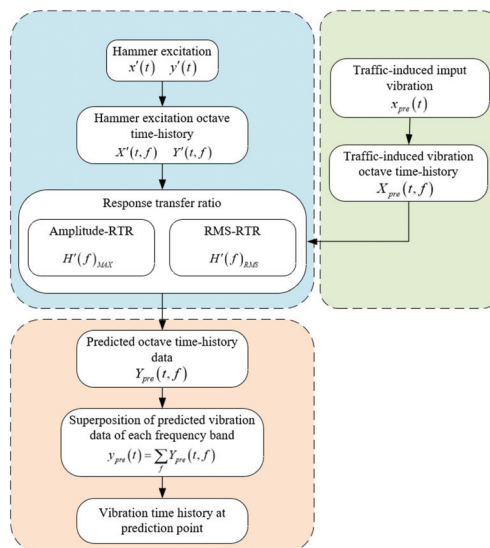 Hammer excitation
x′(t) y′(t)
Hammer excitation octave
time-history
X′(t, f) Y′(t, f)
Response transfer ratio
Amplitude-RTR
H′(f)MAX
RMS-RTR
H′(f)RMS
Traffic-induced imput
vibration
xpre(t)
Traffic-induced vibration
octave time-history
Xpre(t, f)
Predicted octave time-history
data
Ypre(t, f)
Superposition of predicted vibration
data of each frequency band
ypre(t) = ∑f Ypre(t, f)
Vibration time history at
prediction point